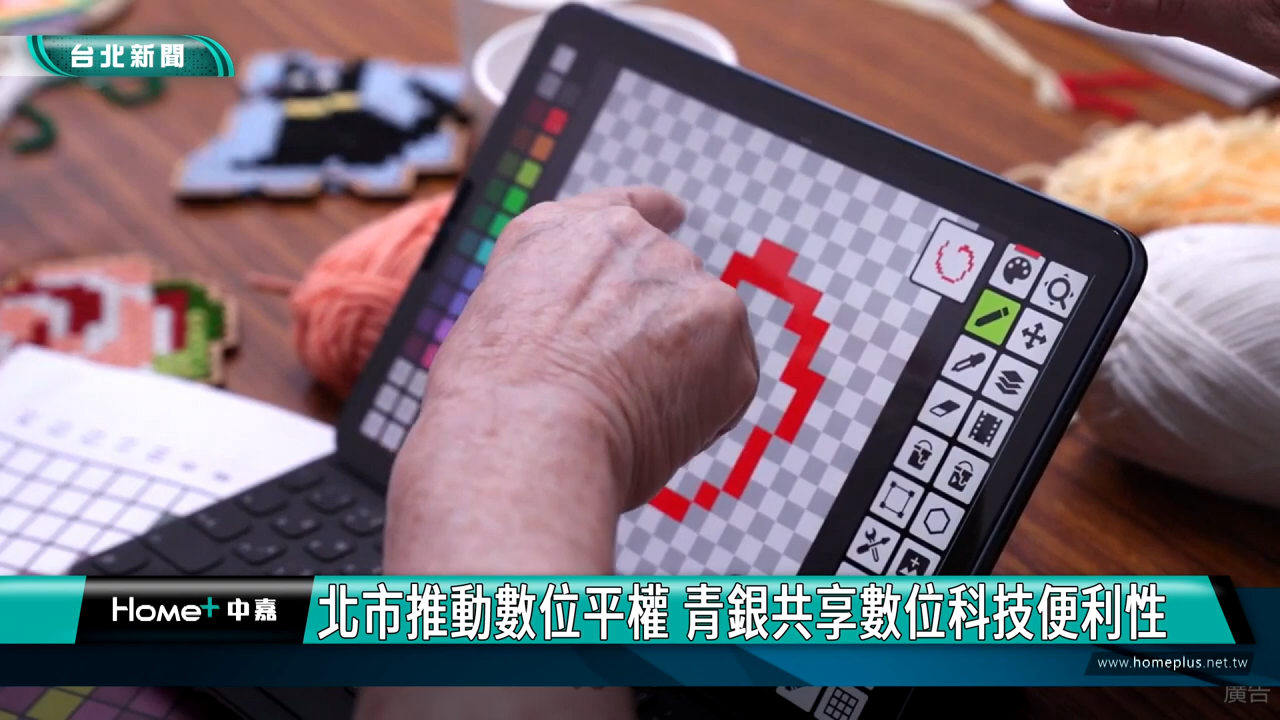 台北新聞
Home+中嘉
北市推動數位平權 青銀共享數位科技便利性
www.homeplus.net.tw
廣告